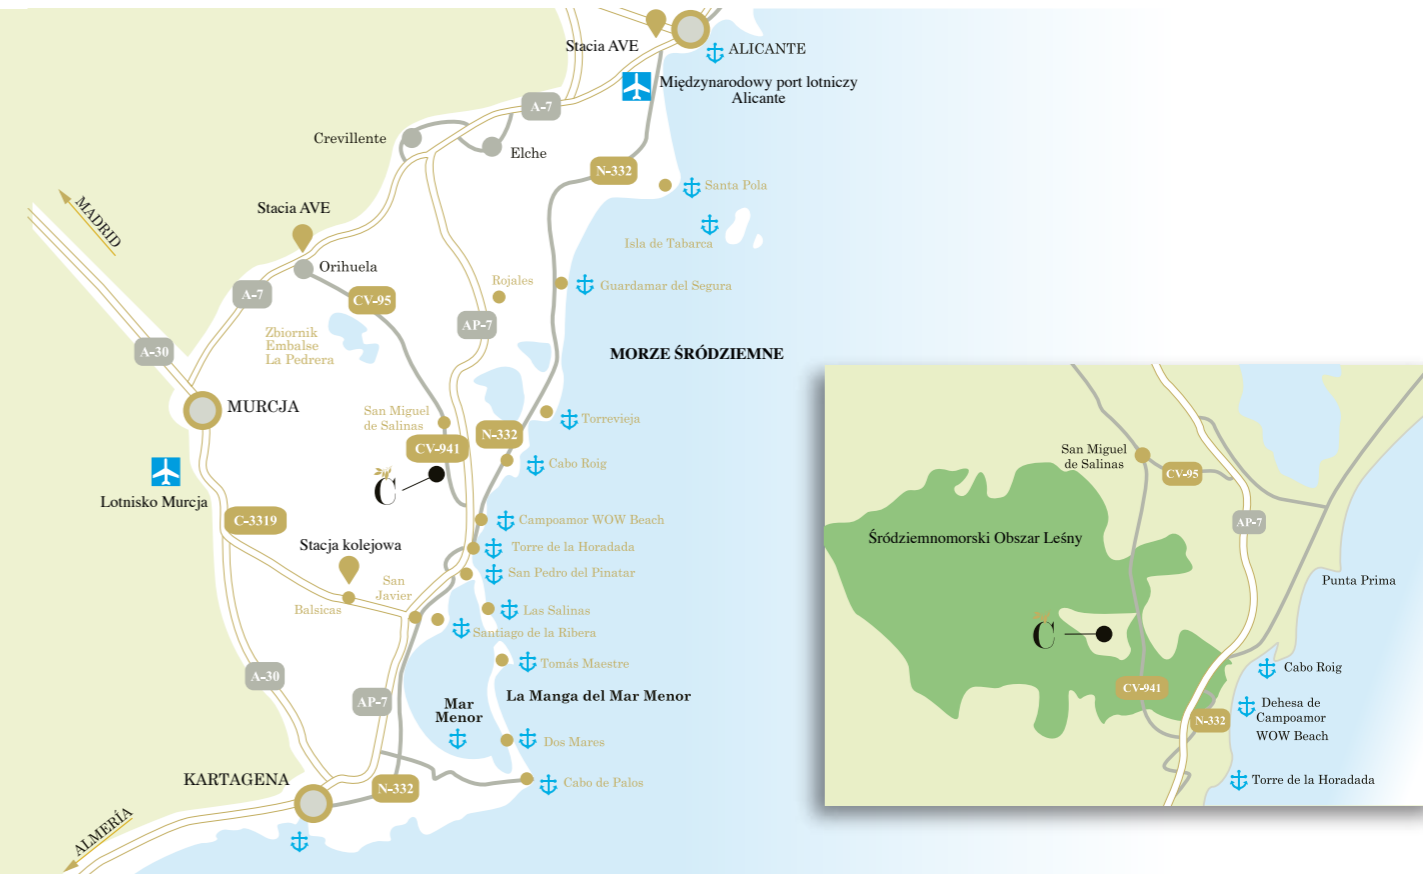 Stacia AVE
ALICANTE
Międzynarodowy port lotniczy
Alicante
A-7
Crevillente
Elche
N-332
Santa Pola
MADRID
Stacia AVE
Isla de Tabarca
Orihuela
Rojales
Guardamar del Segura
A-7
CV-95
AP-7
Zbiornik
Embalse
La Pedrera
A-30
MORZE ŚRÓDZIEMNE
MURCJA
San Miguel
de Salinas
Torrevieja
N-332
CV-941
Cabo Roig
C
Lotnisko Murcja
C-3319
Campoamor WOW Beach
Stacja kolejowa
Torre de la Horadada
San Pedro del Pinatar
San
Javier
Balsicas
Las Salinas
Santiago de la Ribera
Tomás Maestre
A-30
AP-7
La Manga del Mar Menor
Mar
Menor
Dos Mares
KARTAGENA
N-332
Cabo de Palos
ALMERÍA
San Miguel
de Salinas
CV-95
AP-7
Śródziemnomorski Obszar Leśny
Punta Prima
C
Cabo Roig
CV-941
Dehesa de
Campoamor
WOW Beach
N-332
Torre de la Horadada